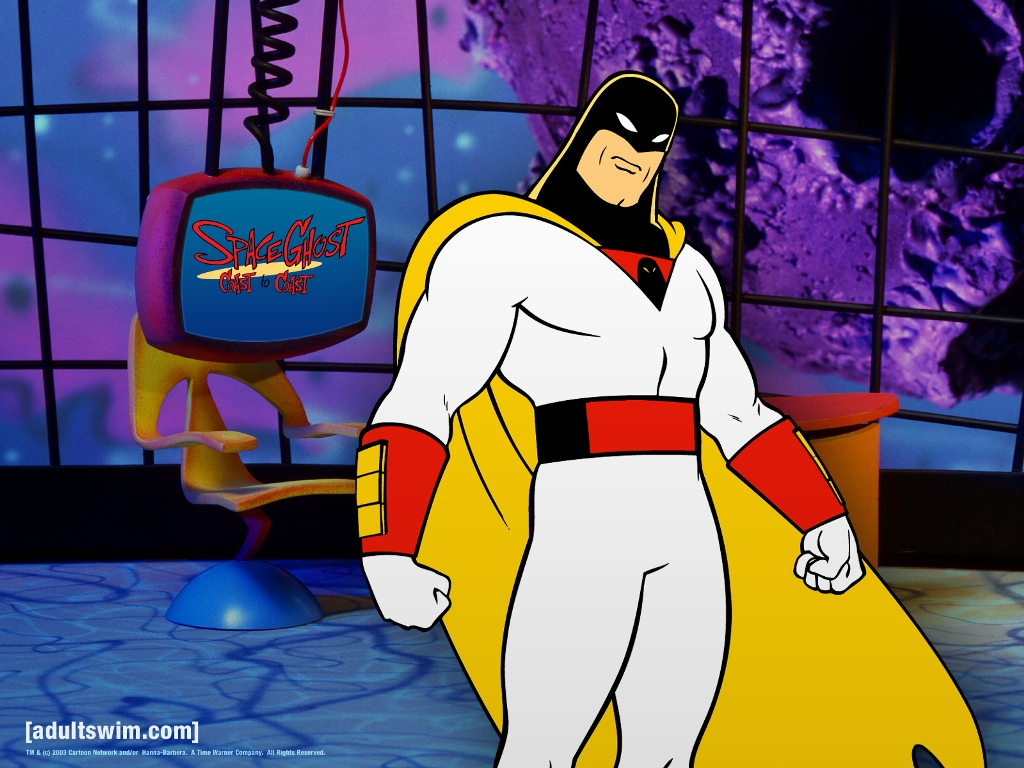 SPACE GHOST
COAST to COAST
[adultswim.com]
TM & (c) 2003 Cartoon Network and/or Hanna-Barbera. A Time Warner Company. All Rights Reserved.